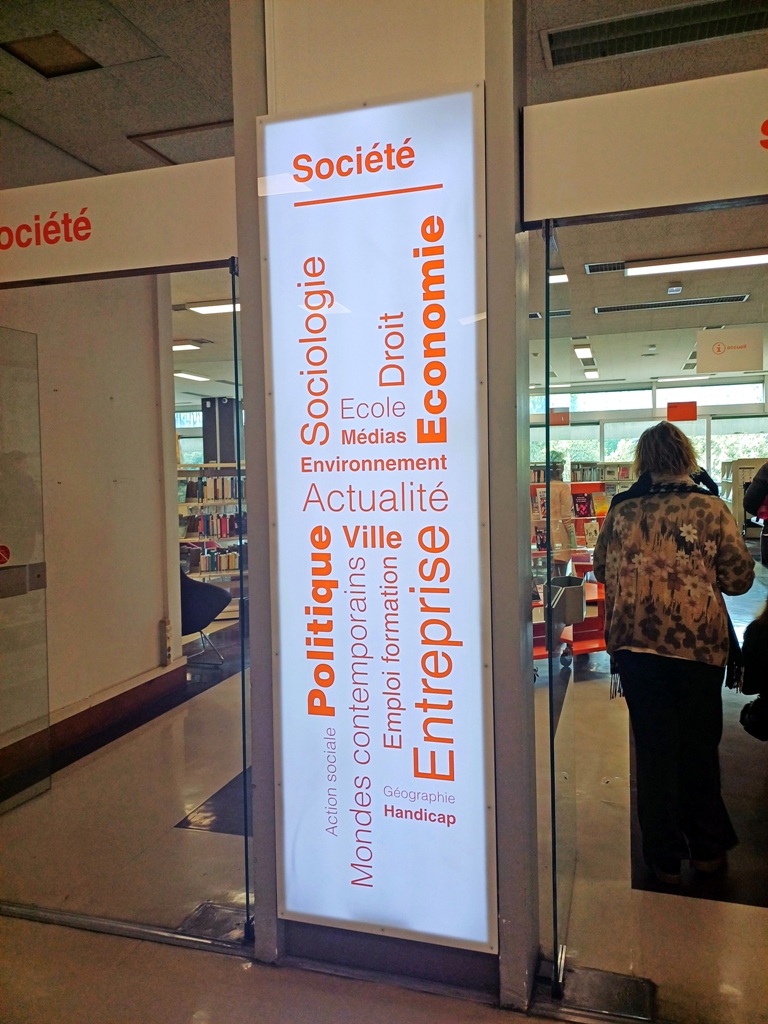 Société
Société
Sociologie
Droit
Economie
Ecole
Médias
Environnement
Actualité
Politique
Ville
Mondes contemporains
Emploi formation
Entreprise
Action sociale
Géographie
Handicap
accueil